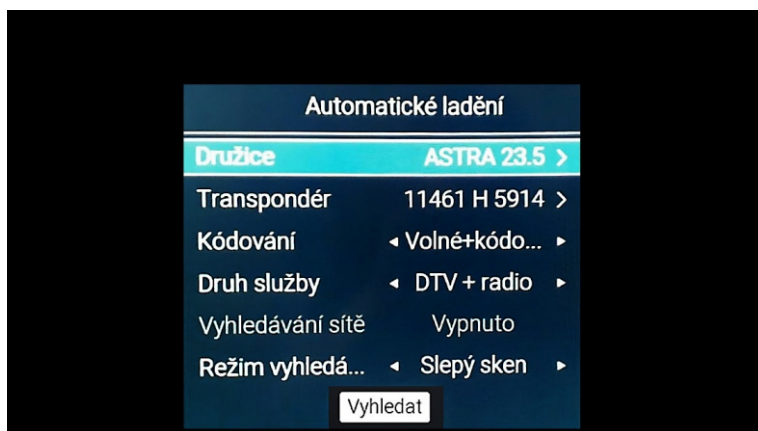 Automatické ladění
Družice ASTRA 23.5 >
Transpondér 11461 H 5914 >
Kódování ◂ Volné+kódo... ▸
Druh služby ◂ DTV + radio ▸
Vyhledávání sítě Vypnuto
Režim vyhledá... ◂ Slepý sken ▸
Vyhledat